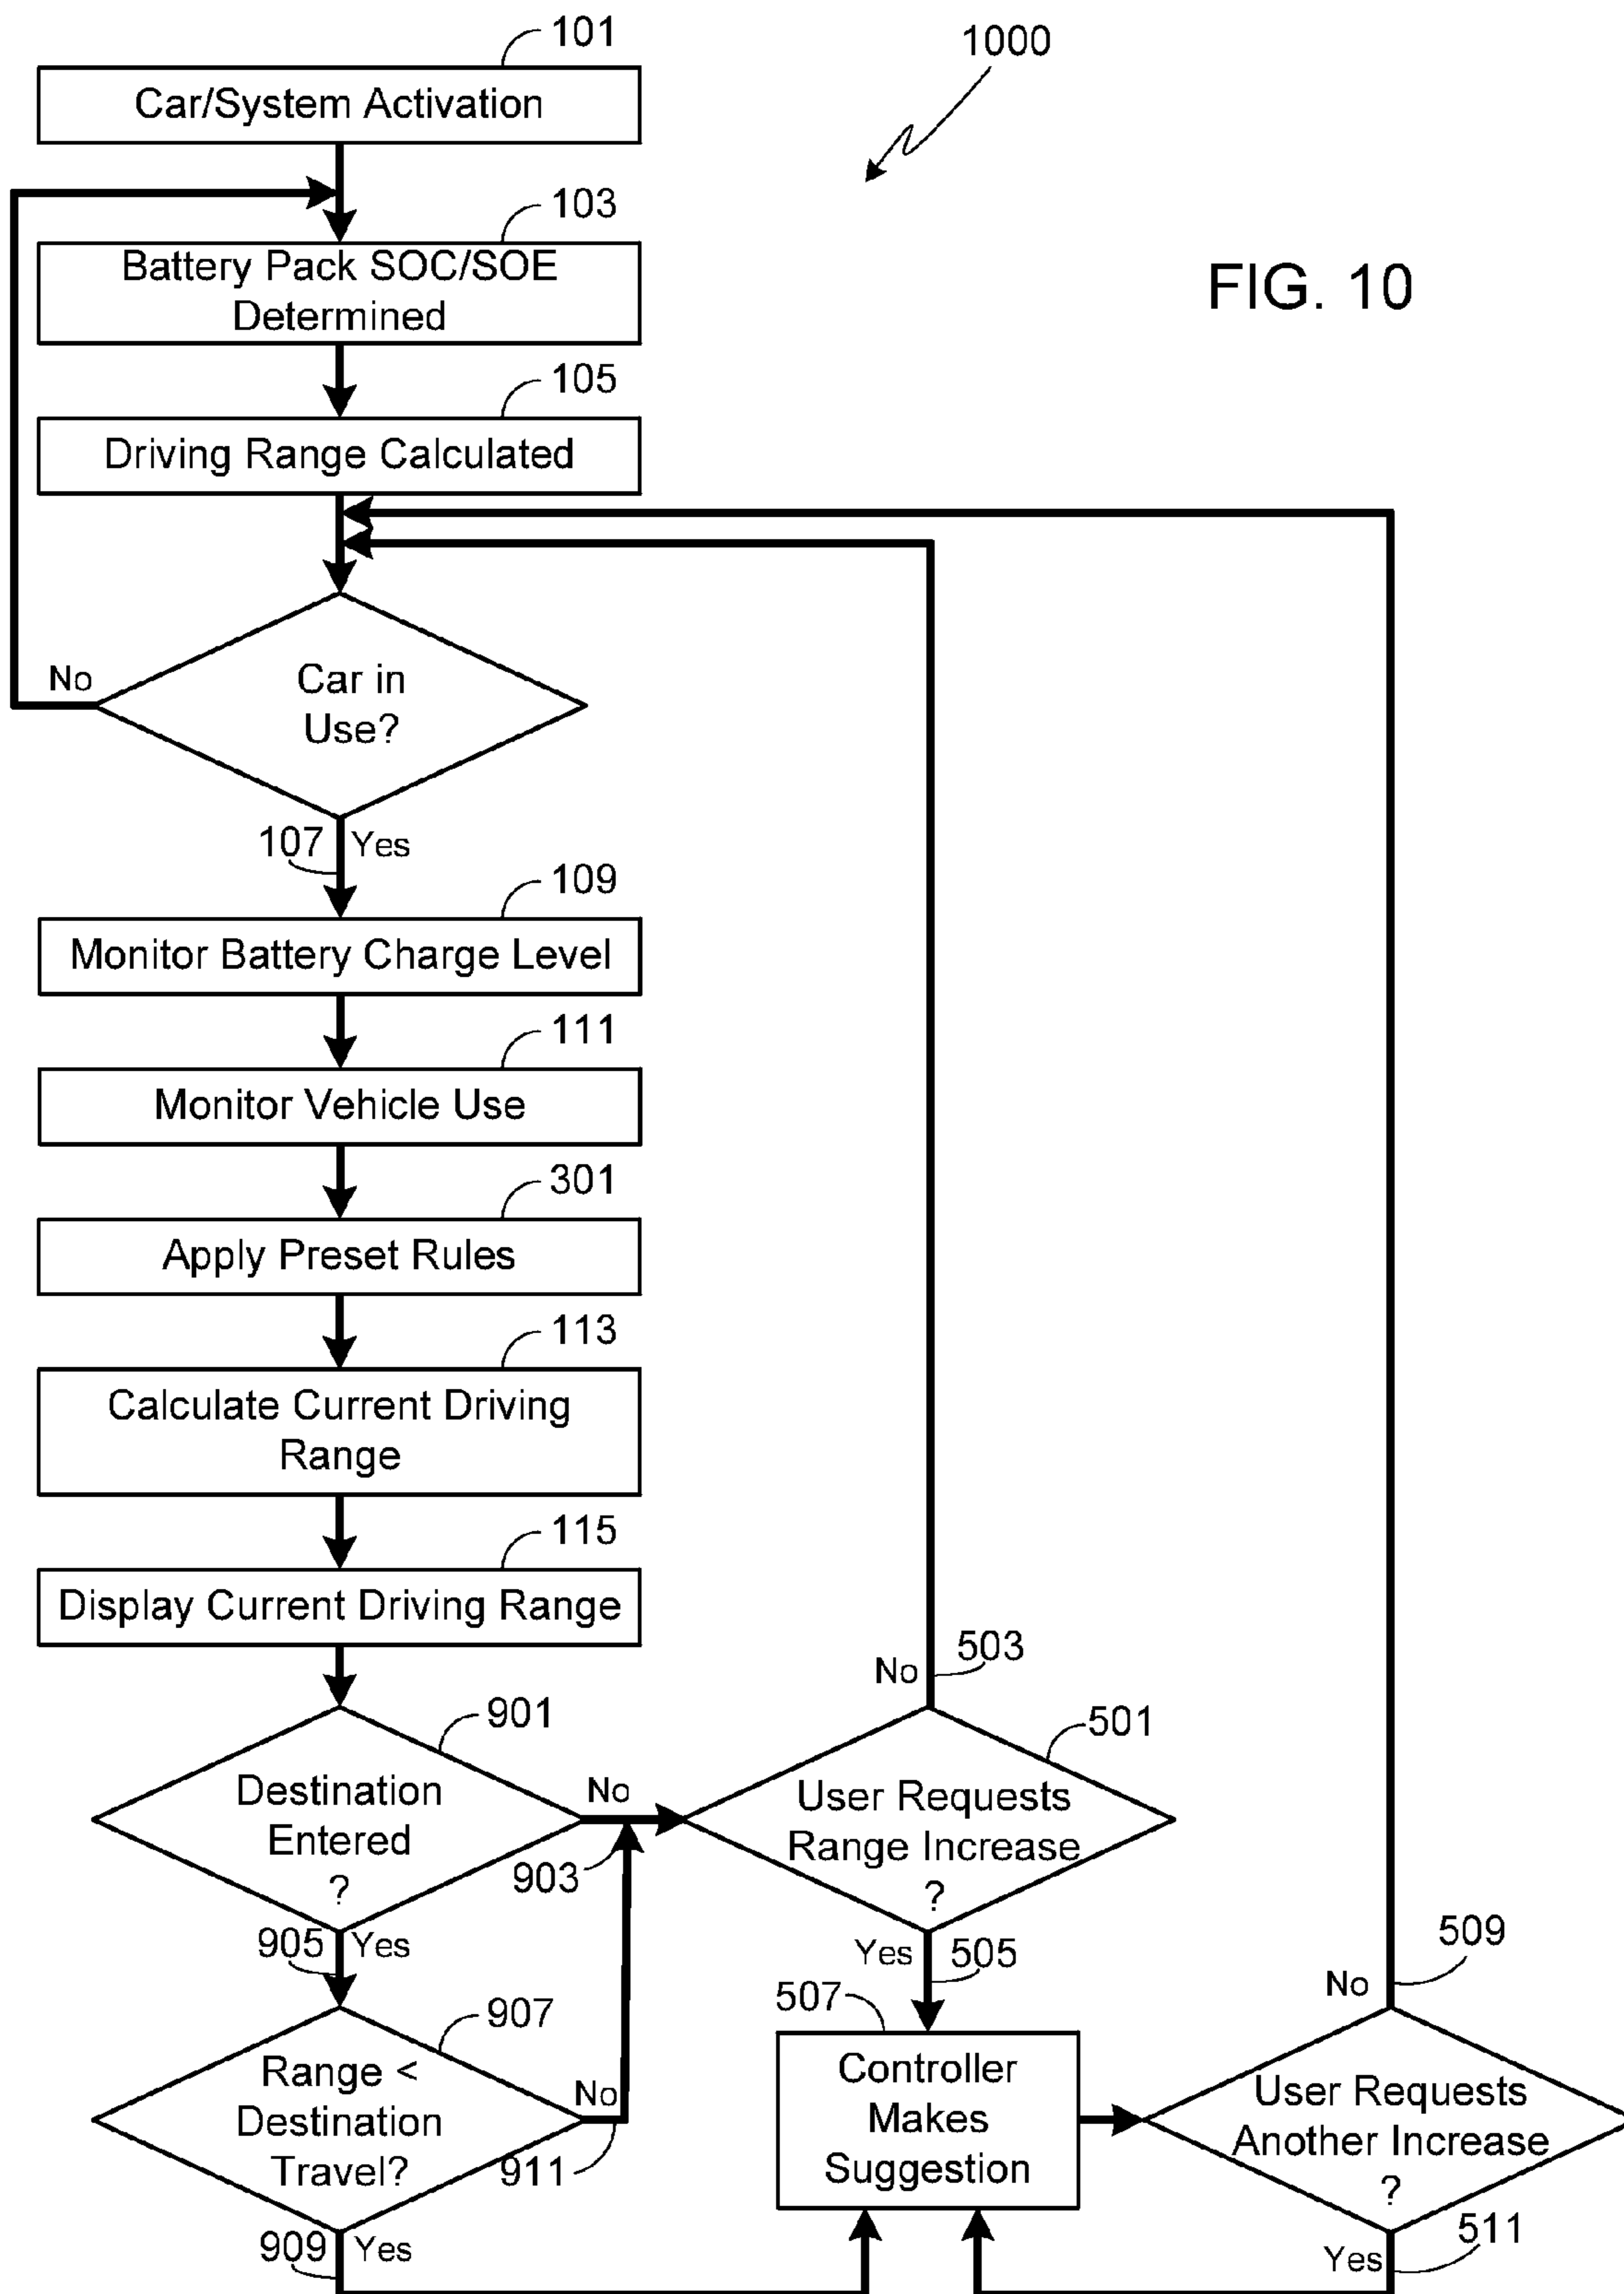 101
1000
Car/System Activation
103
Battery Pack SOC/SOE
Determined
FIG. 10
105
Driving Range Calculated
No
Car in
Use?
107
Yes
109
Monitor Battery Charge Level
111
Monitor Vehicle Use
301
Apply Preset Rules
113
Calculate Current Driving
Range
115
Display Current Driving Range
901
Destination
Entered
?
No
903
905
Yes
907
Range <
Destination
Travel?
No
911
909
Yes
No
503
501
User Requests
Range Increase
?
Yes
505
507
Controller
Makes
Suggestion
509
No
User Requests
Another Increase
?
511
Yes